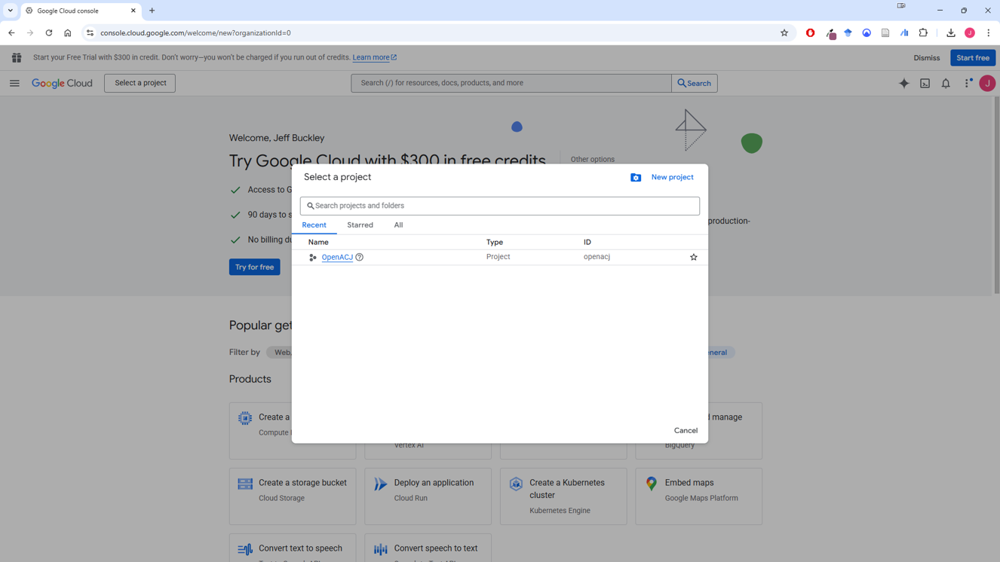 Google Cloud console
console.cloud.google.com/welcome/new?organizationId=0
J
Start your Free Trial with $300 in credit. Don't worry—you won't be charged if you run out of credits. Learn more
Dismiss
Start free
Google Cloud
Select a project
Search (/) for resources, docs, products, and more
Search
J
Welcome, Jeff Buckley
Try Google Cloud with $300 in free credits
Other options
Access to G
90 days to s
production-
No billing du
Try for free
Select a project
New project
Search projects and folders
Recent
Starred
All
Name Type ID
OpenACJ Project openacj
Cancel
Popular get
Filter by
Web,
eneral
Products
Create a
Compute
Vertex AI
d manage
BigQuery
Create a storage bucket
Cloud Storage
Deploy an application
Cloud Run
Create a Kubernetes
cluster
Kubernetes Engine
Embed maps
Google Maps Platform
Convert text to speech
Convert speech to text